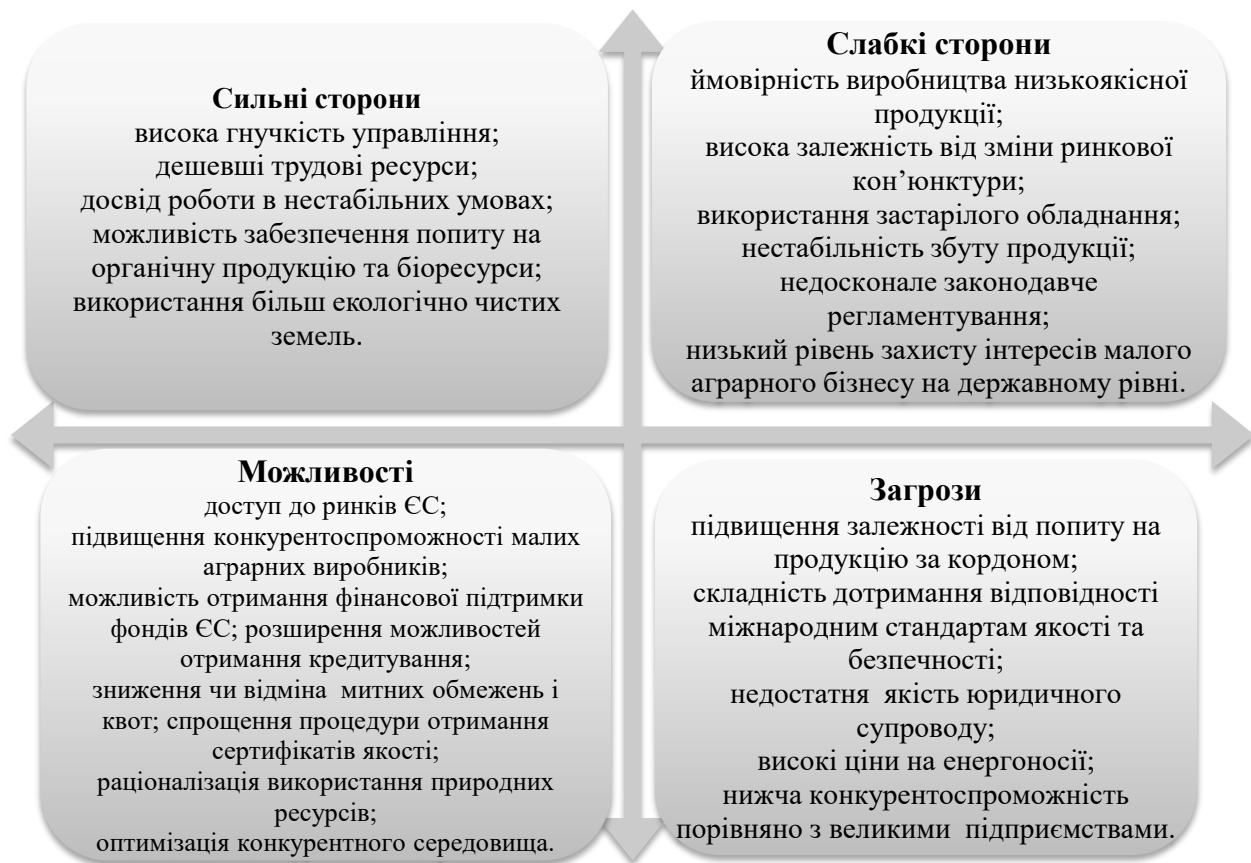 Сильні сторони
висока гнучкість управління;
дешевші трудові ресурси;
досвід роботи в нестабільних умовах;
можливість забезпечення попиту на
органічну продукцію та біоресурси;
використання більш екологічно чистих
земель.
Слабкі сторони
ймовірність виробництва низькоякісної
продукції;
висока залежність від зміни ринкової
кон’юнктури;
використання застарілого обладнання;
нестабільність збуту продукції;
недосконале законодавче
регламентування;
низький рівень захисту інтересів малого
аграрного бізнесу на державному рівні.
Можливості
доступ до ринків ЄС;
підвищення конкурентоспроможності малих
аграрних виробників;
можливість отримання фінансової підтримки
фондів ЄС; розширення можливостей
отримання кредитування;
зниження чи відміна  митних обмежень і
квот; спрощення процедури отримання
сертифікатів якості;
раціоналізація використання природних
ресурсів;
оптимізація конкурентного середовища.
Загрози
підвищення залежності від попиту на
продукцію за кордоном;
складність дотримання відповідності
міжнародним стандартам якості та
безпечності;
недостатня  якість юридичного
супроводу;
високі ціни на енергоносії;
нижча конкурентоспроможність
порівняно з великими  підприємствами.